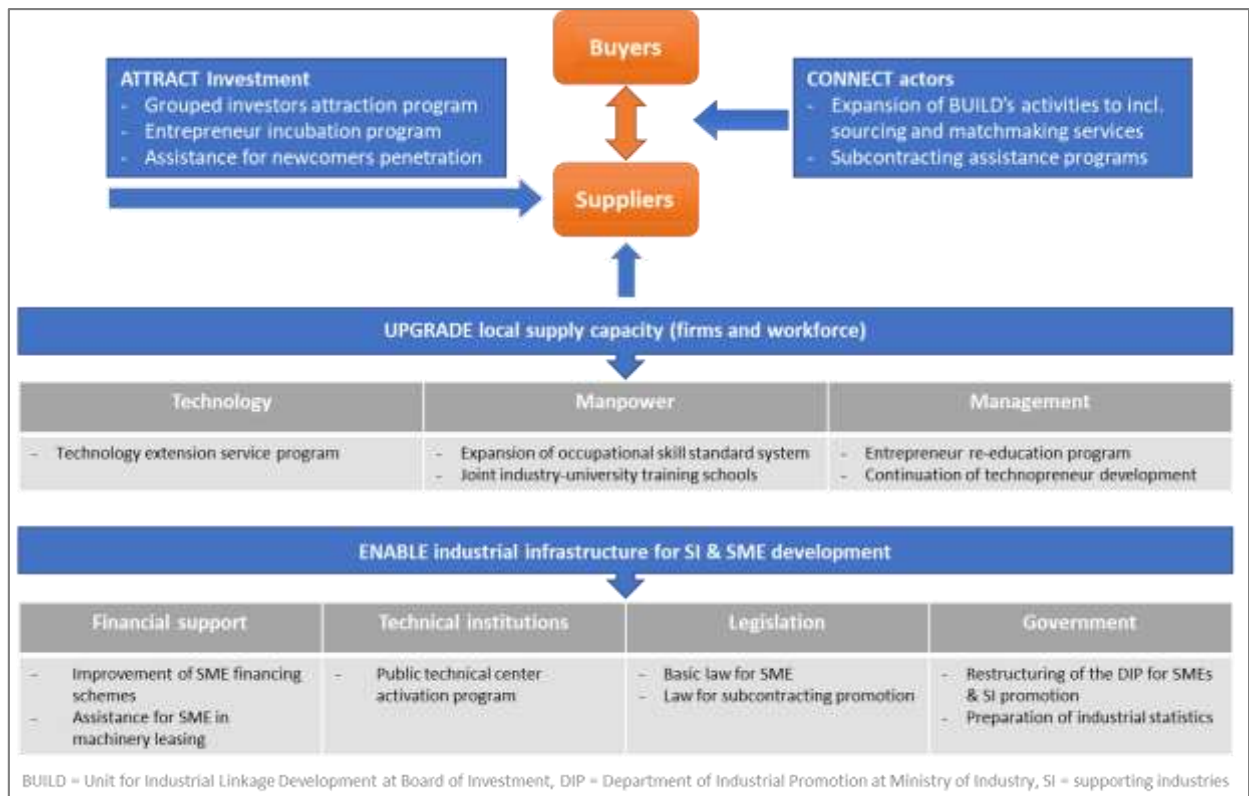 Buyers
ATTRACT Investment
- Grouped investors attraction program
- Entrepreneur incubation program
- Assistance for newcomers penetration
CONNECT actors
- Expansion of BUILD's activities to incl.
sourcing and matchmaking services
- Subcontracting assistance programs
Suppliers
UPGRADE local supply capacity (firms and workforce)
Technology
Manpower
Management
- Technology extension service program
- Expansion of occupational skill standard system
- Joint industry-university training schools
- Entrepreneur re-education program
- Continuation of technopreneur development
ENABLE industrial infrastructure for SI & SME development
Financial support
Technical institutions
Legislation
Government
- Improvement of SME financing
schemes
- Assistance for SME in
machinery leasing
- Public technical center
activation program
- Basic law for SME
- Law for subcontracting promotion
- Restructuring of the DIP for SMEs
& SI promotion
- Preparation of industrial statistics
BUILD = Unit for Industrial Linkage Development at Board of Investment, DIP = Department of Industrial Promotion at Ministry of Industry, SI = supporting industries